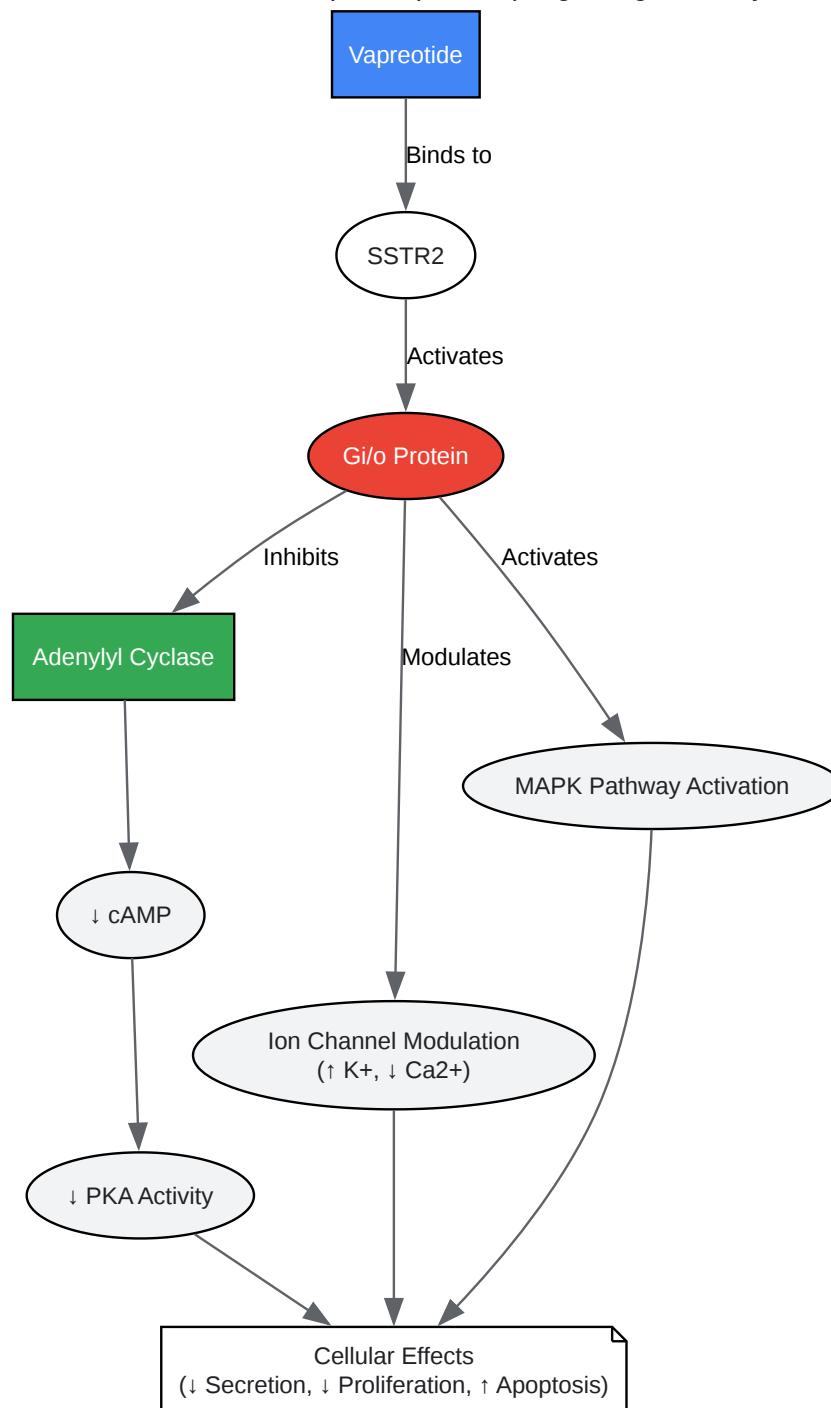 Vapreotide
Binds to
SSTR2
Activates
Gi/o Protein
Inhibits
Activates
Adenylyl Cyclase
Modulates
MAPK Pathway Activation
↓ cAMP
Ion Channel Modulation
(↑ K+, ↓ Ca2+)
↓ PKA Activity
Cellular Effects
(↓ Secretion, ↓ Proliferation, ↑ Apoptosis)